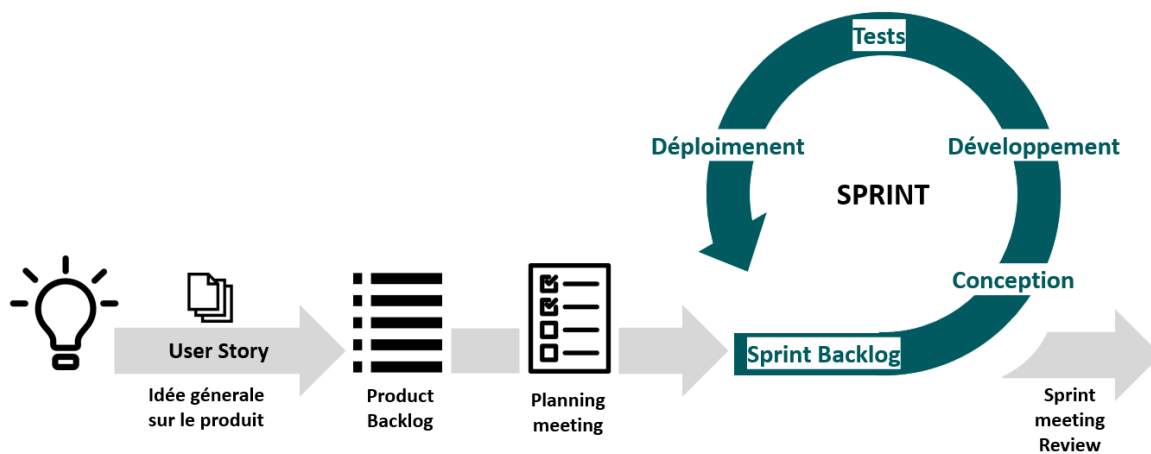 Tests
Déploimenent
Développement
SPRINT
Conception
User Story
Sprint Backlog
Idée génerale
sur le produit
Product
Backlog
Planning
meeting
Sprint
meeting
Review